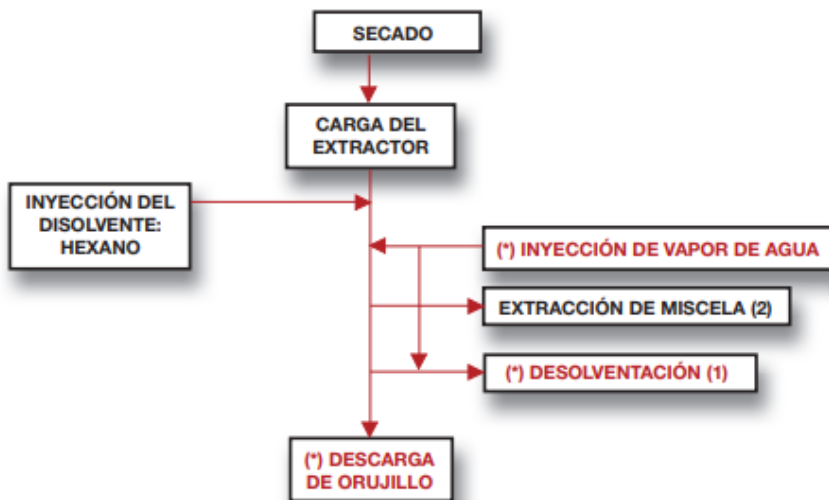 SECADO
CARGA DEL
EXTRACTOR
INYECCIÓN DEL
DISOLVENTE:
HEXANO
(*) INYECCIÓN DE VAPOR DE AGUA
EXTRACCIÓN DE MISCELA (2)
(*) DESOLVENTACIÓN (1)
(*) DESCARGA
DE ORUJILLO